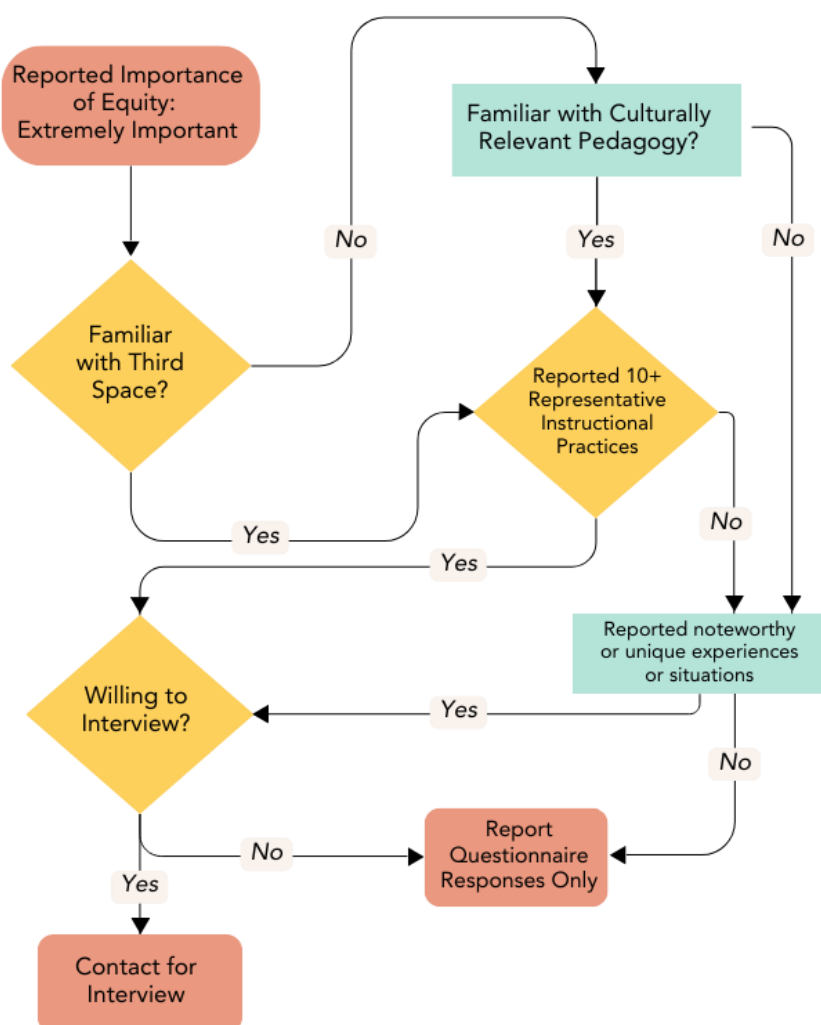 Reported Importance
of Equity:
Extremely Important
Familiar with Culturally
Relevant Pedagogy?
No
Yes
No
Familiar
with Third
Space?
Reported 10+
Representative
Instructional
Practices
Yes
No
Yes
Reported noteworthy
or unique experiences
or situations
Willing to
Interview?
Yes
No
No
Report
Questionnaire
Responses Only
Yes
Contact for
Interview